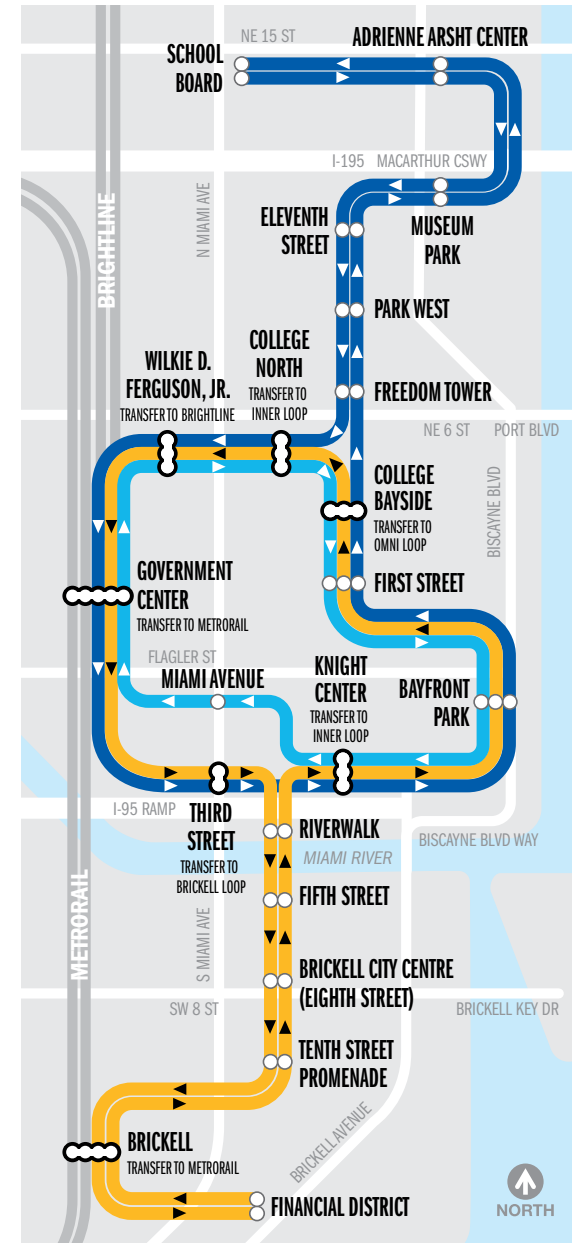 NE 15 ST
ADRIENNE ARSHT CENTER
SCHOOL
BOARD
I-195 MACARTHUR CSWY
BRIGHTLINE
N MIAMI AVE
ELEVENTH
STREET
MUSEUM
PARK
PARK WEST
COLLEGE
NORTH
TRANSFER TO
INNER LOOP
WILKIE D.
FERGUSON, JR.
TRANSFER TO BRIGHTLINE
FREEDOM TOWER
NE 6 ST PORT BLVD
COLLEGE
BAYSIDE
TRANSFER TO
OMNI LOOP
BISCAYNE BLVD
GOVERNMENT
CENTER
TRANSFER TO METRORAIL
FIRST STREET
FLAGLER ST
MIAMI AVENUE
KNIGHT
CENTER
TRANSFER TO
INNER LOOP
BAYFRONT
PARK
I-95 RAMP
THIRD
STREET
TRANSFER TO
BRICKELL LOOP
RIVERWALK
BISCAYNE BLVD WAY
MIAMI RIVER
FIFTH STREET
METRORAIL
S MIAMI AVE
BRICKELL CITY CENTRE
(EIGHTH STREET)
SW 8 ST
BRICKELL KEY DR
TENTH STREET
PROMENADE
BRICKELL AVENUE
BRICKELL
TRANSFER TO METRORAIL
FINANCIAL DISTRICT
NORTH